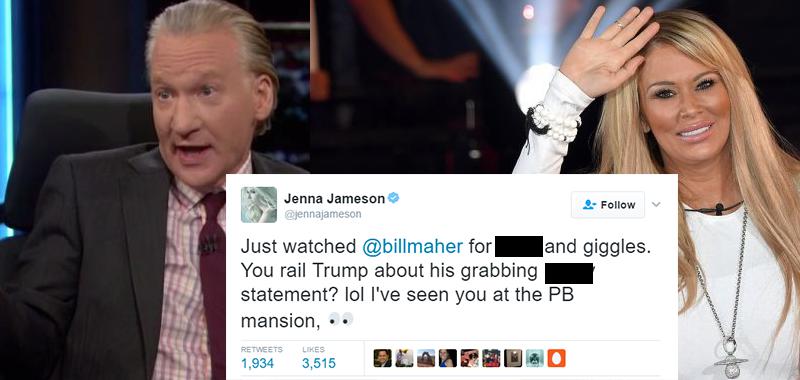 Jenna Jameson
@jennajameson
Follow
Just watched @billmaher for and giggles.
You rail Trump about his grabbing
statement? lol I've seen you at the PB
mansion, 👀
RETWEETS LIKES
1,934 3,515